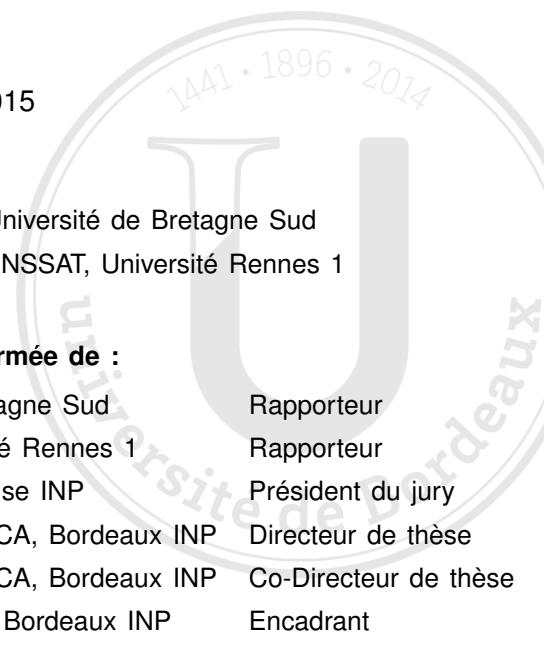 1441 • 1896 • 2014
015
Université de Bretagne Sud
NSSAT, Université Rennes 1
rmée de :
agne Sud Rapporteur
é Rennes 1 Rapporteur
se INP Président du jury
CA, Bordeaux INP Directeur de thèse
CA, Bordeaux INP Co-Directeur de thèse
Bordeaux INP Encadrant
université de Bordeaux